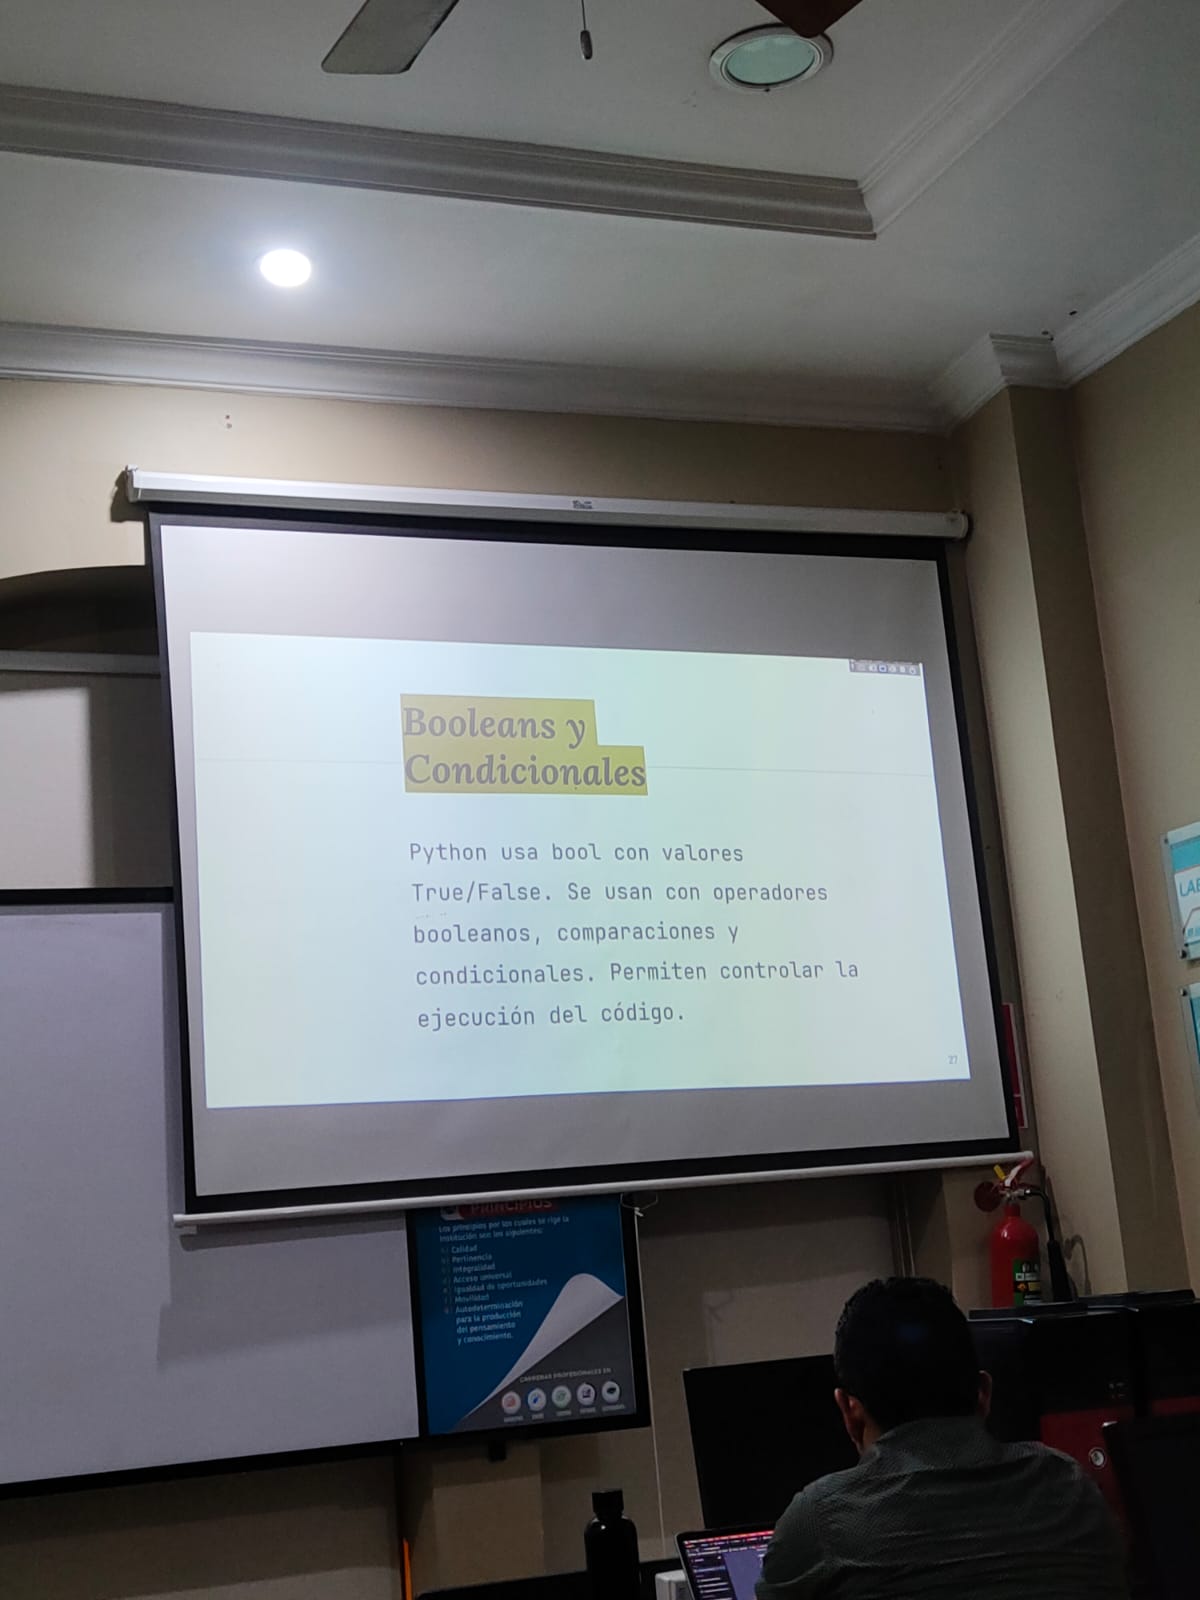 Booleans y
Condicionales
Python usa bool con valores
True/False. Se usan con operadores
booleanos, comparaciones y
condicionales. Permiten controlar la
ejecución del código.
27
PRINCIPIOS
Los principios por los cuales se rige la
Institución son los siguientes:
Calidad
Pertinencia
Integralidad
Acceso universal
Igualdad de oportunidades
Movilidad
Autodeterminación
para la producción
del pensamiento
y conocimiento.
CARRERAS PROFESIONALES EN